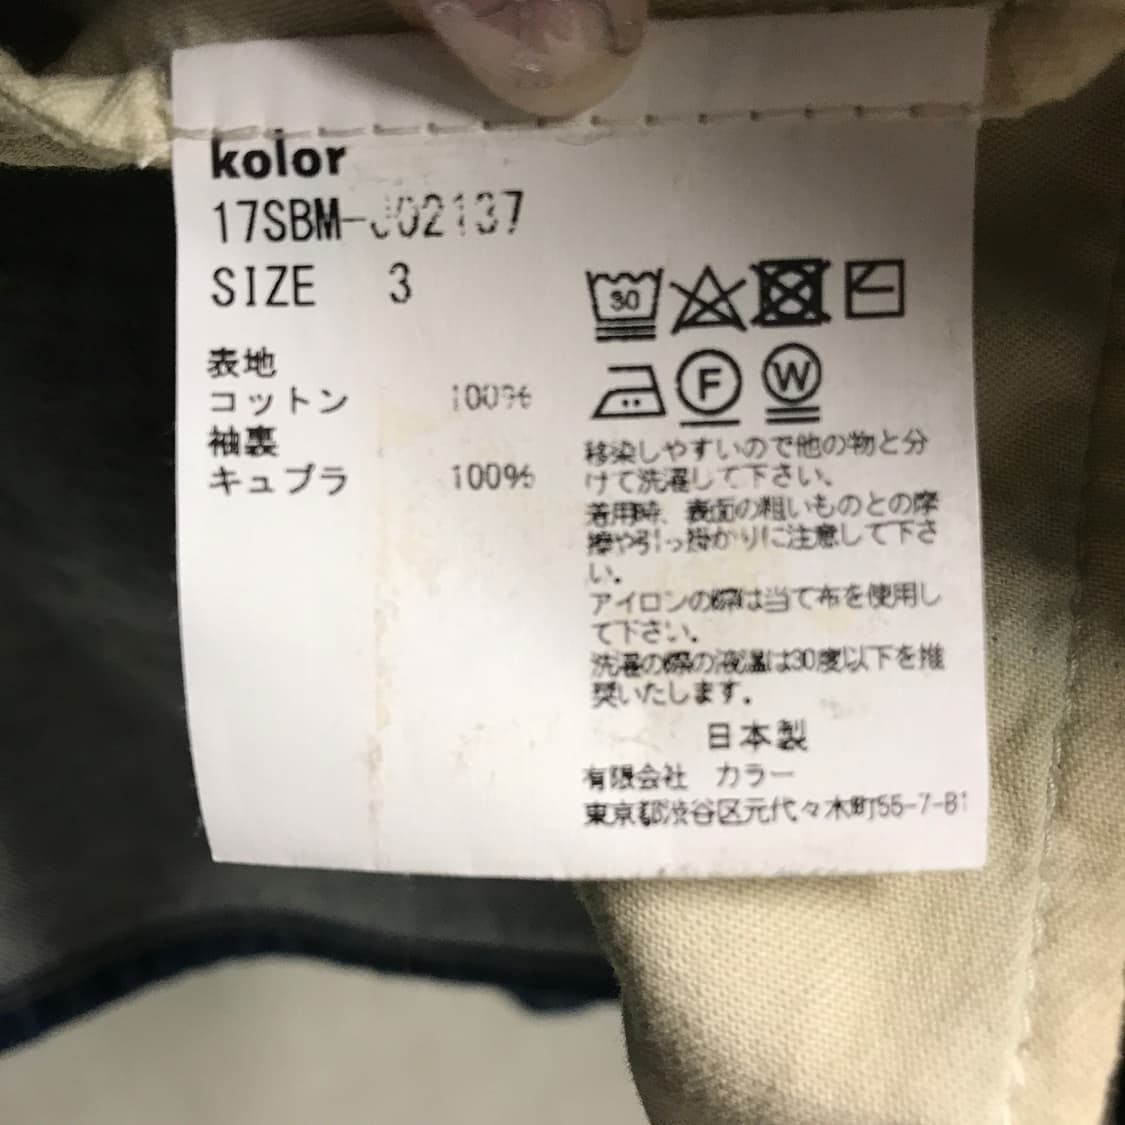 kolor
17SBM-J02137
SIZE 3
表地
コットン 100%
袖裏
キュプラ 100%
30
F W
移染しやすいので他の物と分
けて洗濯して下さい。
着用時、表面の粗いものとの摩
擦や引っ掛かりに注意して下さ
い。
アイロンの際は当て布を使用し
て下さい。
洗濯の際の液温は30度以下を推
奨いたします。
日本製
有限会社 カラー
東京都渋谷区元代々木町55-7-B1